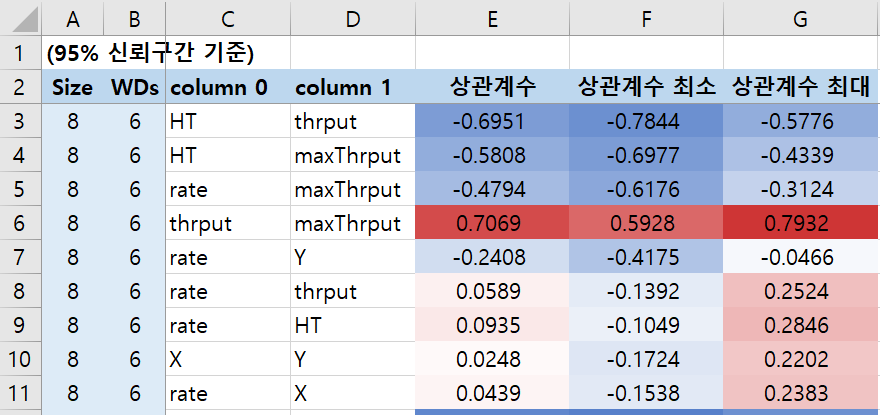 A B C D E F G
1 (95% 신뢰구간 기준)
2 Size WDs column 0 column 1 상관계수 상관계수 최소 상관계수 최대
3 8 6 HT thrput -0.6951 -0.7844 -0.5776
4 8 6 HT maxThrput -0.5808 -0.6977 -0.4339
5 8 6 rate maxThrput -0.4794 -0.6176 -0.3124
6 8 6 thrput maxThrput 0.7069 0.5928 0.7932
7 8 6 rate Y -0.2408 -0.4175 -0.0466
8 8 6 rate thrput 0.0589 -0.1392 0.2524
9 8 6 rate HT 0.0935 -0.1049 0.2846
10 8 6 X Y 0.0248 -0.1724 0.2202
11 8 6 rate X 0.0439 -0.1538 0.2383